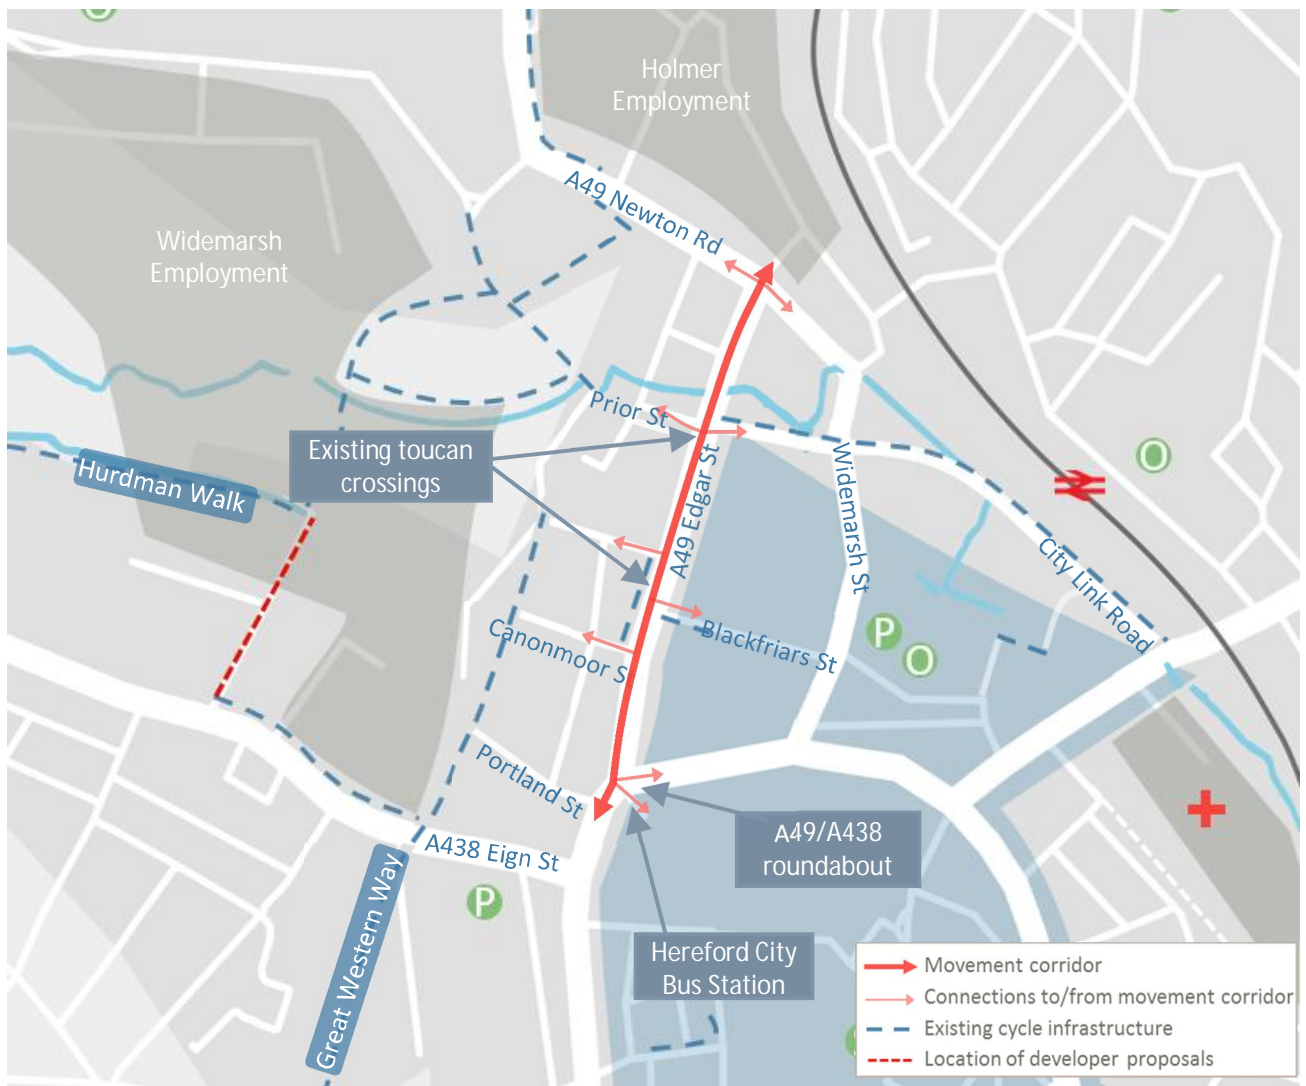 Holmer
Employment
A49 Newton Rd
Widemarsh
Employment
Prior St
Existing toucan
crossings
Hurdman Walk
A49 Edgar St
Widemarsh St
City Link Road
O
P
O
Canonmoor S
Blackfriars St
Portland St
A438 Eign St
A49/A438
roundabout
Great Western Way
P
Hereford City
Bus Station
Movement corridor
Connections to/from movement corridor
Existing cycle infrastructure
Location of developer proposals